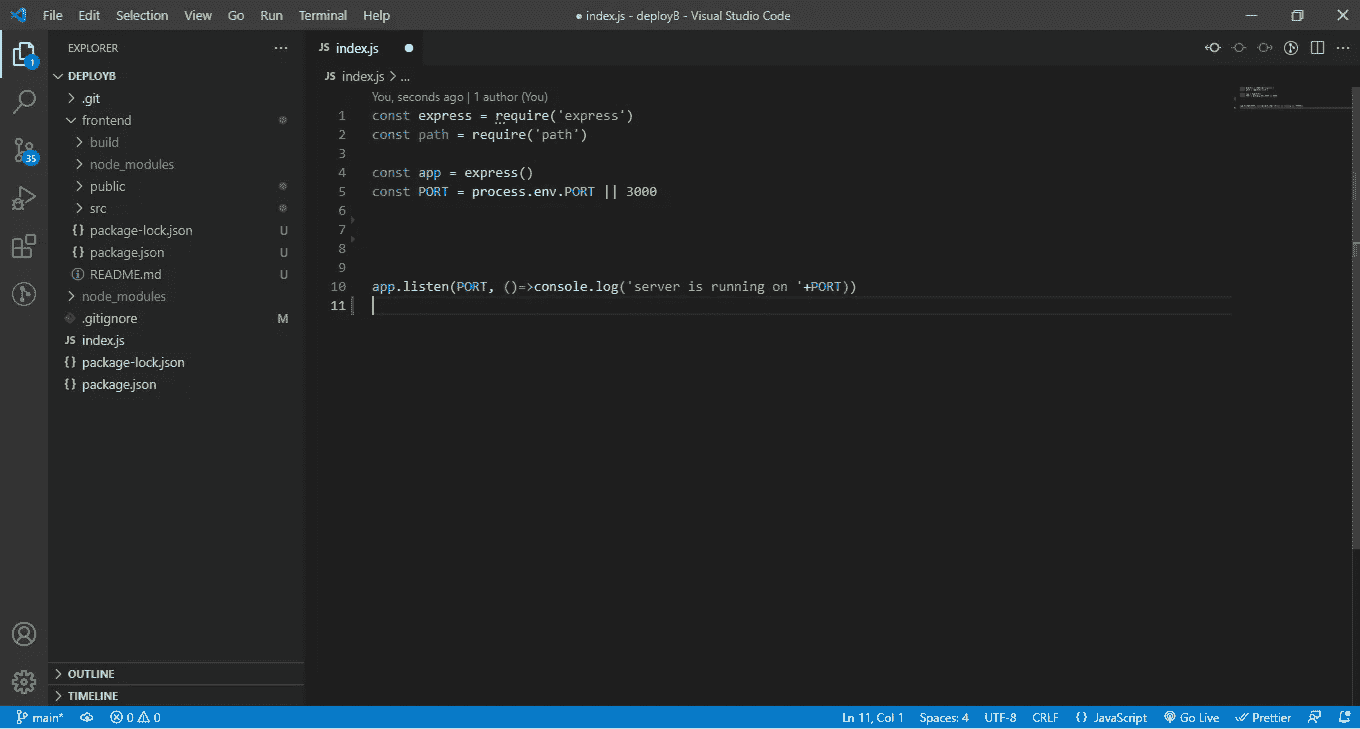 File Edit Selection View Go Run Terminal Help ● index.js - deployB - Visual Studio Code
EXPLORER ···
JS index.js ●
1
DEPLOYB
JS index.js > ...
.git
You, seconds ago | 1 author (You)
frontend
1 const express = require('express')
build
2 const path = require('path')
35
node_modules
3
public
4 const app = express()
src
5 const PORT = process.env.PORT || 3000
6
{} package-lock.json U
7
{} package.json U
8
README.md U
9
node_modules
10 app.listen(PORT, ()=>console.log('server is running on '+PORT))
.gitignore M
11
JS index.js
{} package-lock.json
{} package.json
OUTLINE
TIMELINE
main* 0 0 Ln 11, Col 1 Spaces: 4 UTF-8 CRLF {} JavaScript Go Live Prettier